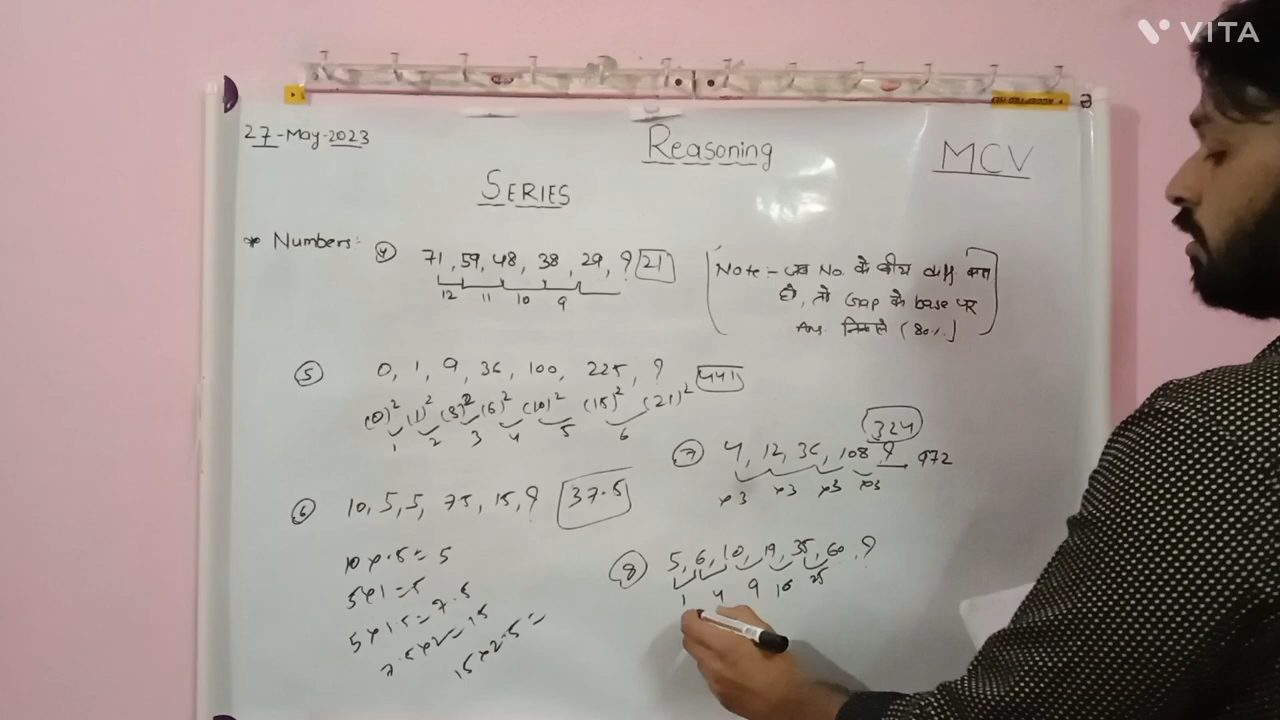 VITA
27-May-2023
Reasoning
MCV
SERIES
* Numbers:-
④ 71, 59, 48, 38, 29, ? 21
12 11 10 9
Note:- जब No. के बीच diff कम
हो, तो Gap के base पर
Ans. निकाले (80%)
⑤ 0, 1, 9, 36, 100, 225, ? 441
(0)² (1)² (3)² (6)² (10)² (15)² (21)²
1 2 3 4 5 6
⑥ 10, 5, 5, 75, 15, ? 37.5
10×.5=5
5×1=5
5×1.5=7.5
7.5×2=15
15×2.5=
⑦ 4, 12, 36, 108 ? 972
324
×3 ×3 ×3 ×3
⑧ 5, 6, 10, 19, 35, 60, ?
1 4 9 16 25